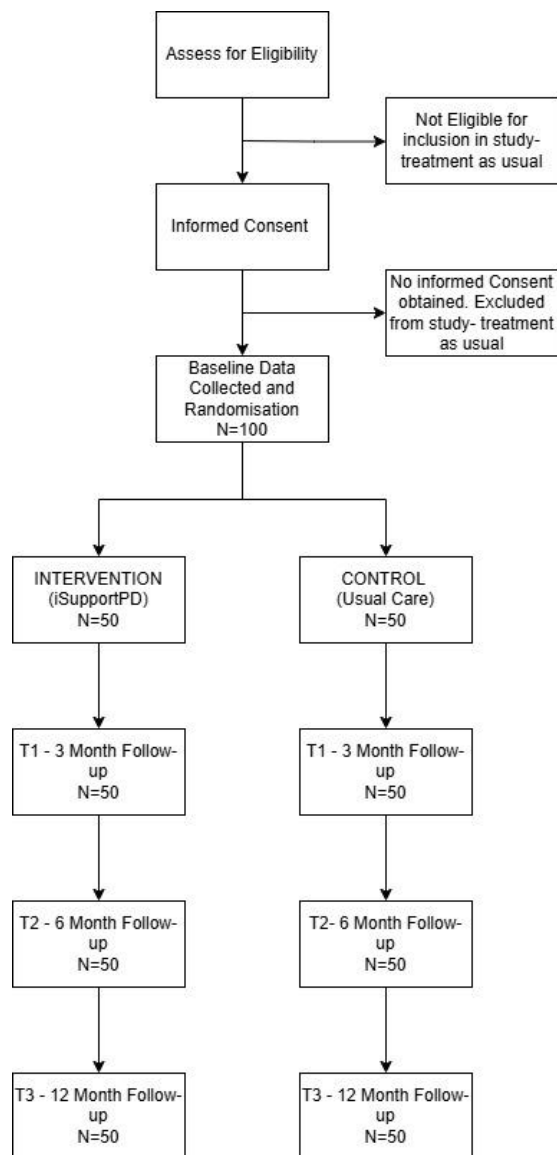 Assess for Eligibility
Not Eligible for
inclusion in study-
treatment as usual
Informed Consent
No informed Consent
obtained. Excluded
from study- treatment
as usual
Baseline Data
Collected and
Randomisation
N=100
INTERVENTION
(iSupportPD)
N=50
CONTROL
(Usual Care)
N=50
T1 - 3 Month Follow-
up
N=50
T1 - 3 Month Follow-
up
N=50
T2 - 6 Month Follow-
up
N=50
T2- 6 Month Follow-
up
N=50
T3 - 12 Month Follow-
up
N=50
T3 - 12 Month Follow-
up
N=50